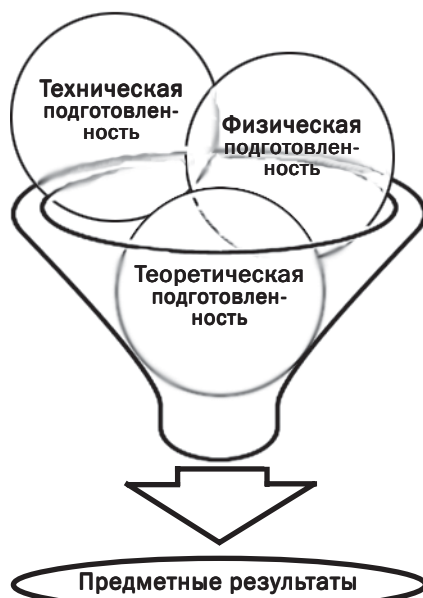 Техническая
подготовлен-
ность
Физическая
подготовлен-
ность
Теоретическая
подготовлен-
ность
Предметные результаты